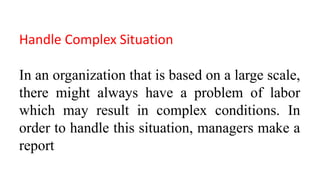 Handle Complex Situation
In an organization that is based on a large scale,
there might always have a problem of labor
which may result in complex conditions. In
order to handle this situation, managers make a
report